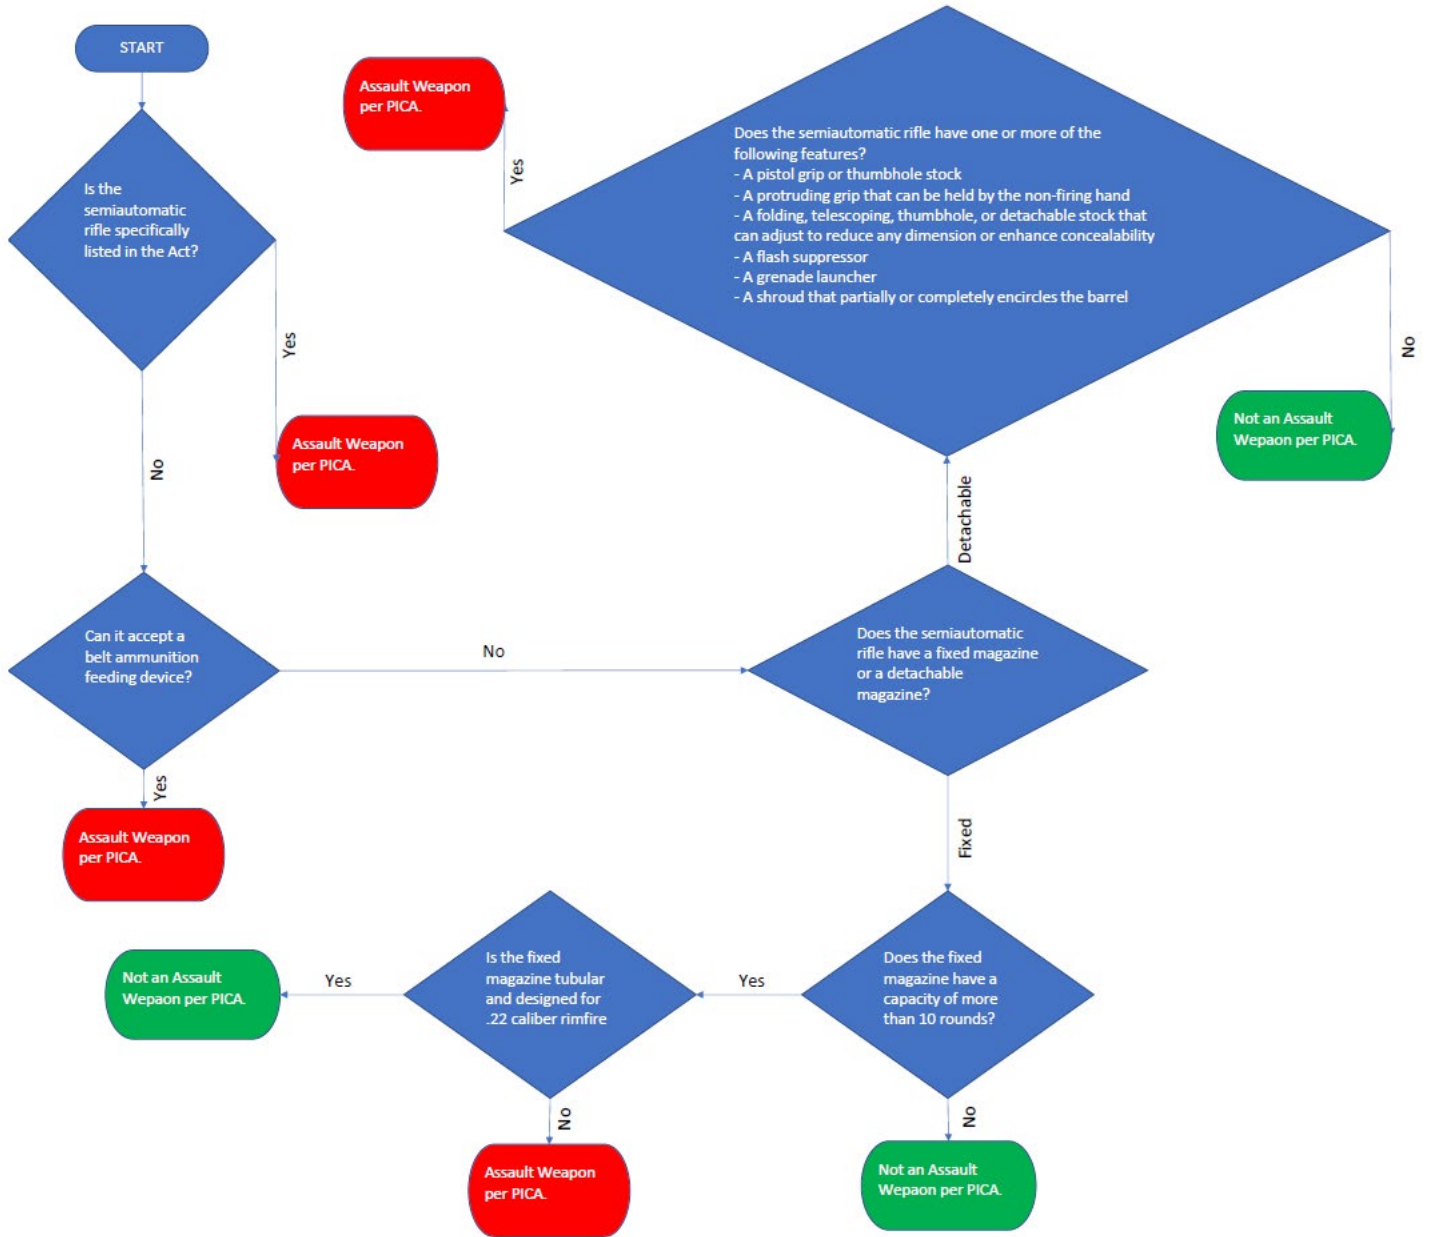 START
Is the
semiautomatic
rifle specifically
listed in the Act?
Yes
Assault Weapon
per PICA.
No
Can it accept a
belt ammunition
feeding device?
Yes
Assault Weapon
per PICA.
No
Does the semiautomatic
rifle have a fixed magazine
or a detachable
magazine?
Detachable
Does the semiautomatic rifle have one or more of the
following features?
- A pistol grip or thumbhole stock
- A protruding grip that can be held by the non-firing hand
- A folding, telescoping, thumbhole, or detachable stock that
can adjust to reduce any dimension or enhance concealability
- A flash suppressor
- A grenade launcher
- A shroud that partially or completely encircles the barrel
Yes
Assault Weapon
per PICA.
No
Not an Assault
Wepaon per PICA.
Fixed
Does the fixed
magazine have a
capacity of more
than 10 rounds?
Yes
Is the fixed
magazine tubular
and designed for
.22 caliber rimfire
Yes
Not an Assault
Wepaon per PICA.
No
Assault Weapon
per PICA.
No
Not an Assault
Wepaon per PICA.